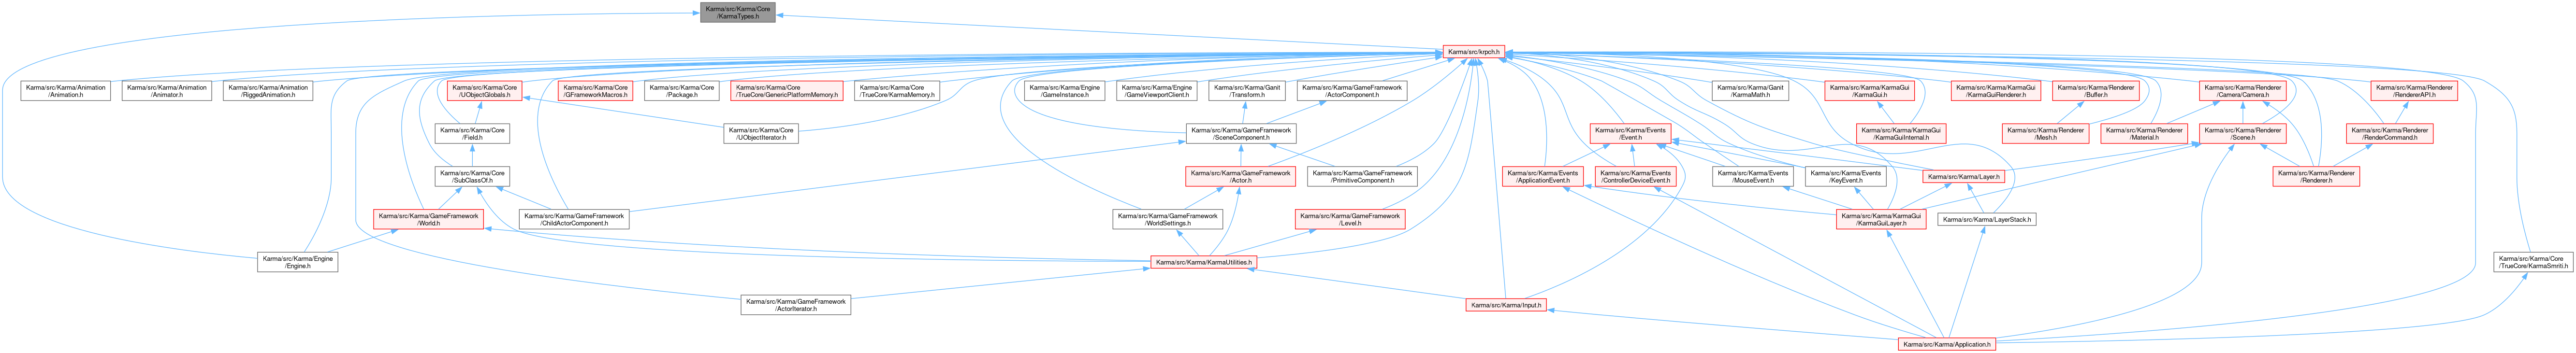 Karma/src/Karma/Core
/KarmaTypes.h
Karma/src/krpch.h
Karma/src/Karma/Animation
/Animation.h
Karma/src/Karma/Animation
/Animator.h
Karma/src/Karma/Animation
/RiggedAnimation.h
Karma/src/Karma/Core
/UObjectGlobals.h
Karma/src/Karma/Core
/GFrameworkMacros.h
Karma/src/Karma/Core
/Package.h
Karma/src/Karma/Core
/TrueCore/GenericPlatformMemory.h
Karma/src/Karma/Core
/TrueCore/KarmaMemory.h
Karma/src/Karma/Engine
/GameInstance.h
Karma/src/Karma/Engine
/GameViewportClient.h
Karma/src/Karma/Ganit
/Transform.h
Karma/src/Karma/GameFramework
/ActorComponent.h
Karma/src/Karma/Ganit
/KarmaMath.h
Karma/src/Karma/KarmaGui
/KarmaGui.h
Karma/src/Karma/KarmaGui
/KarmaGuiRenderer.h
Karma/src/Karma/Renderer
/Buffer.h
Karma/src/Karma/Renderer
/Camera/Camera.h
Karma/src/Karma/Renderer
/RendererAPI.h
Karma/src/Karma/Core
/Field.h
Karma/src/Karma/Core
/UObjectIterator.h
Karma/src/Karma/GameFramework
/SceneComponent.h
Karma/src/Karma/Events
/Event.h
Karma/src/Karma/KarmaGui
/KarmaGuiInternal.h
Karma/src/Karma/Renderer
/Mesh.h
Karma/src/Karma/Renderer
/Material.h
Karma/src/Karma/Renderer
/Scene.h
Karma/src/Karma/Renderer
/RenderCommand.h
Karma/src/Karma/Core
/SubClassOf.h
Karma/src/Karma/GameFramework
/Actor.h
Karma/src/Karma/GameFramework
/PrimitiveComponent.h
Karma/src/Karma/Events
/ApplicationEvent.h
Karma/src/Karma/Events
/ControllerDeviceEvent.h
Karma/src/Karma/Events
/MouseEvent.h
Karma/src/Karma/Events
/KeyEvent.h
Karma/src/Karma/Layer.h
Karma/src/Karma/Renderer
/Renderer.h
Karma/src/Karma/GameFramework
/World.h
Karma/src/Karma/GameFramework
/ChildActorComponent.h
Karma/src/Karma/GameFramework
/WorldSettings.h
Karma/src/Karma/GameFramework
/Level.h
Karma/src/Karma/KarmaGui
/KarmaGuiLayer.h
Karma/src/Karma/LayerStack.h
Karma/src/Karma/Engine
/Engine.h
Karma/src/Karma/KarmaUtilities.h
Karma/src/Karma/Core
/TrueCore/KarmaSmriti.h
Karma/src/Karma/GameFramework
/ActorIterator.h
Karma/src/Karma/Input.h
Karma/src/Karma/Application.h